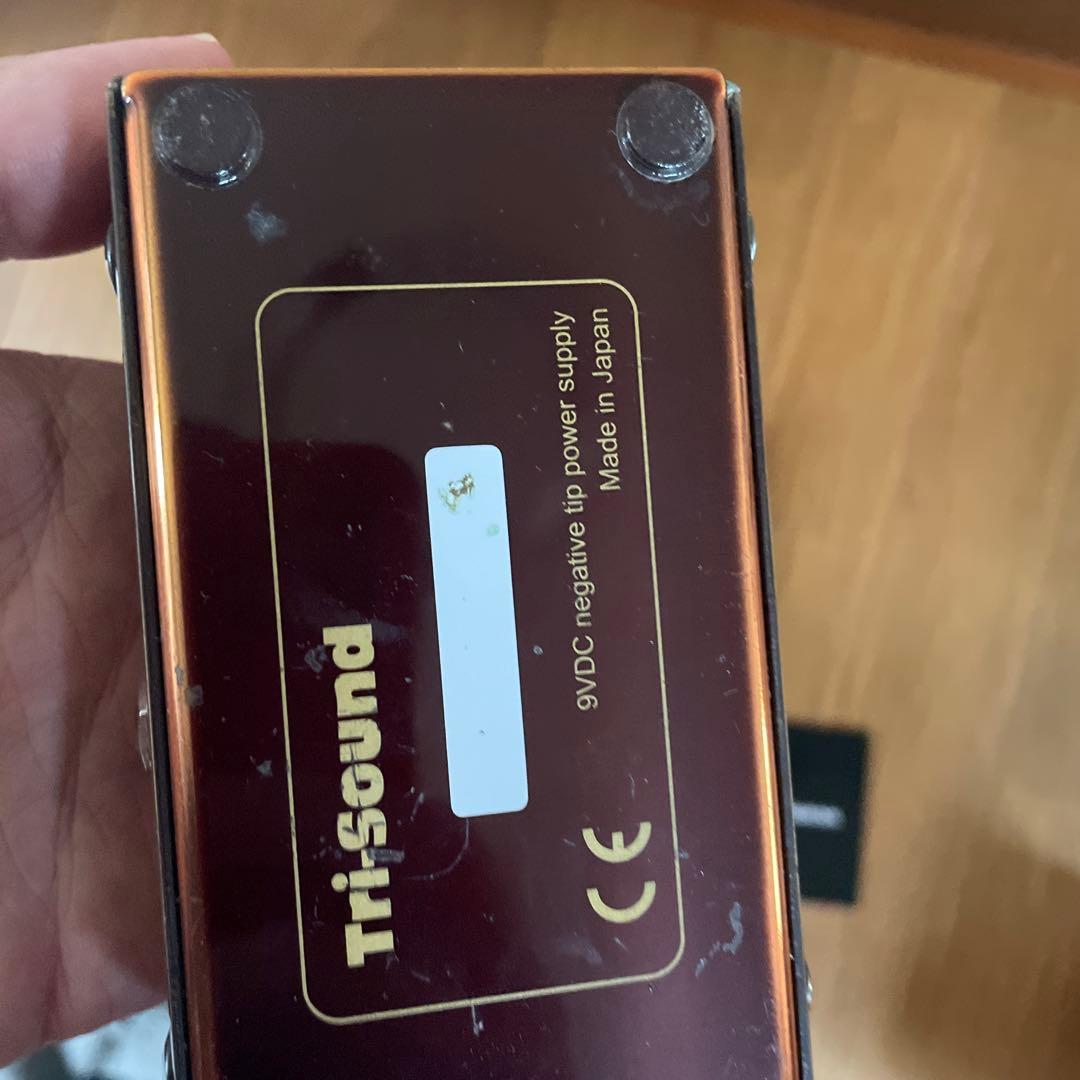 Tri-Sound
9VDC negative tip power supply
Made in Japan
CE